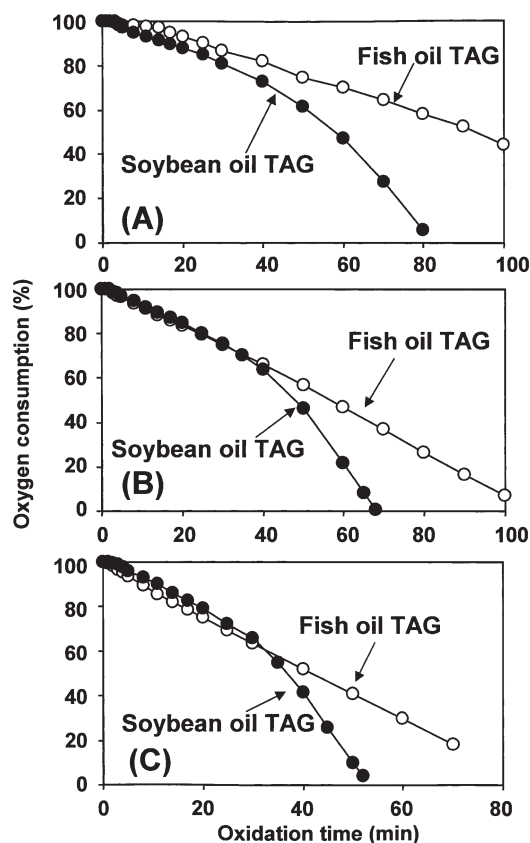 100
80
60
40
20
0
Fish oil TAG
Soybean oil TAG
(A)
0 20 40 60 80 100
Oxygen consumption (%)
100
80
60
40
20
0
Fish oil TAG
Soybean oil TAG
(B)
0 20 40 60 80 100
100
80
60
40
20
0
Fish oil TAG
Soybean oil TAG
(C)
0 20 40 60 80
Oxidation time (min)